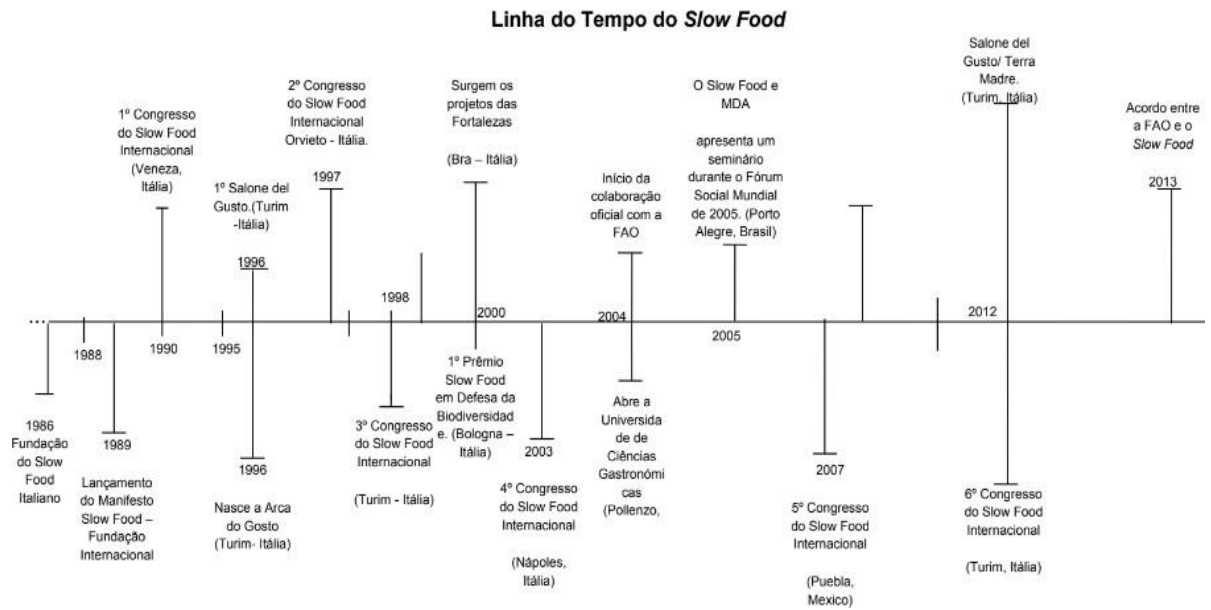 Linha do Tempo do Slow Food
1º Congresso
do Slow Food
Internacional
(Veneza,
Itália)
1º Salone del
Gusto.(Turim
-Itália)
1996
2º Congresso
do Slow Food
Internacional
Orvieto - Itália.
1997
Surgem os
projetos das
Fortalezas
(Bra – Itália)
Início da
colaboração
oficial com a
FAO
O Slow Food e
MDA
apresenta um
seminário
durante o Fórum
Social Mundial
de 2005. (Porto
Alegre, Brasil)
Salone del
Gusto/ Terra
Madre.
(Turim, Itália)
Acordo entre
a FAO e o
Slow Food
2013
....
1988
1990
1995
1998
2000
2004
2005
2012
1986
Fundação
do Slow
Food
Italiano
1989
Lançamento
do Manifesto
Slow Food –
Fundação
Internacional
1996
Nasce a Arca
do Gosto
(Turim- Itália)
3º Congresso
do Slow Food
Internacional
(Turim - Itália)
1º Prêmio
Slow Food
em Defesa da
Biodiversidad
e. (Bologna –
Itália)
2003
4º Congresso
do Slow Food
Internacional
(Nápoles,
Itália)
Abre a
Universida
de de
Ciências
Gastronómi
cas
(Pollenzo,
2007
5º Congresso
do Slow Food
Internacional
(Puebla,
Mexico)
6º Congresso
do Slow Food
Internacional
(Turim, Itália)